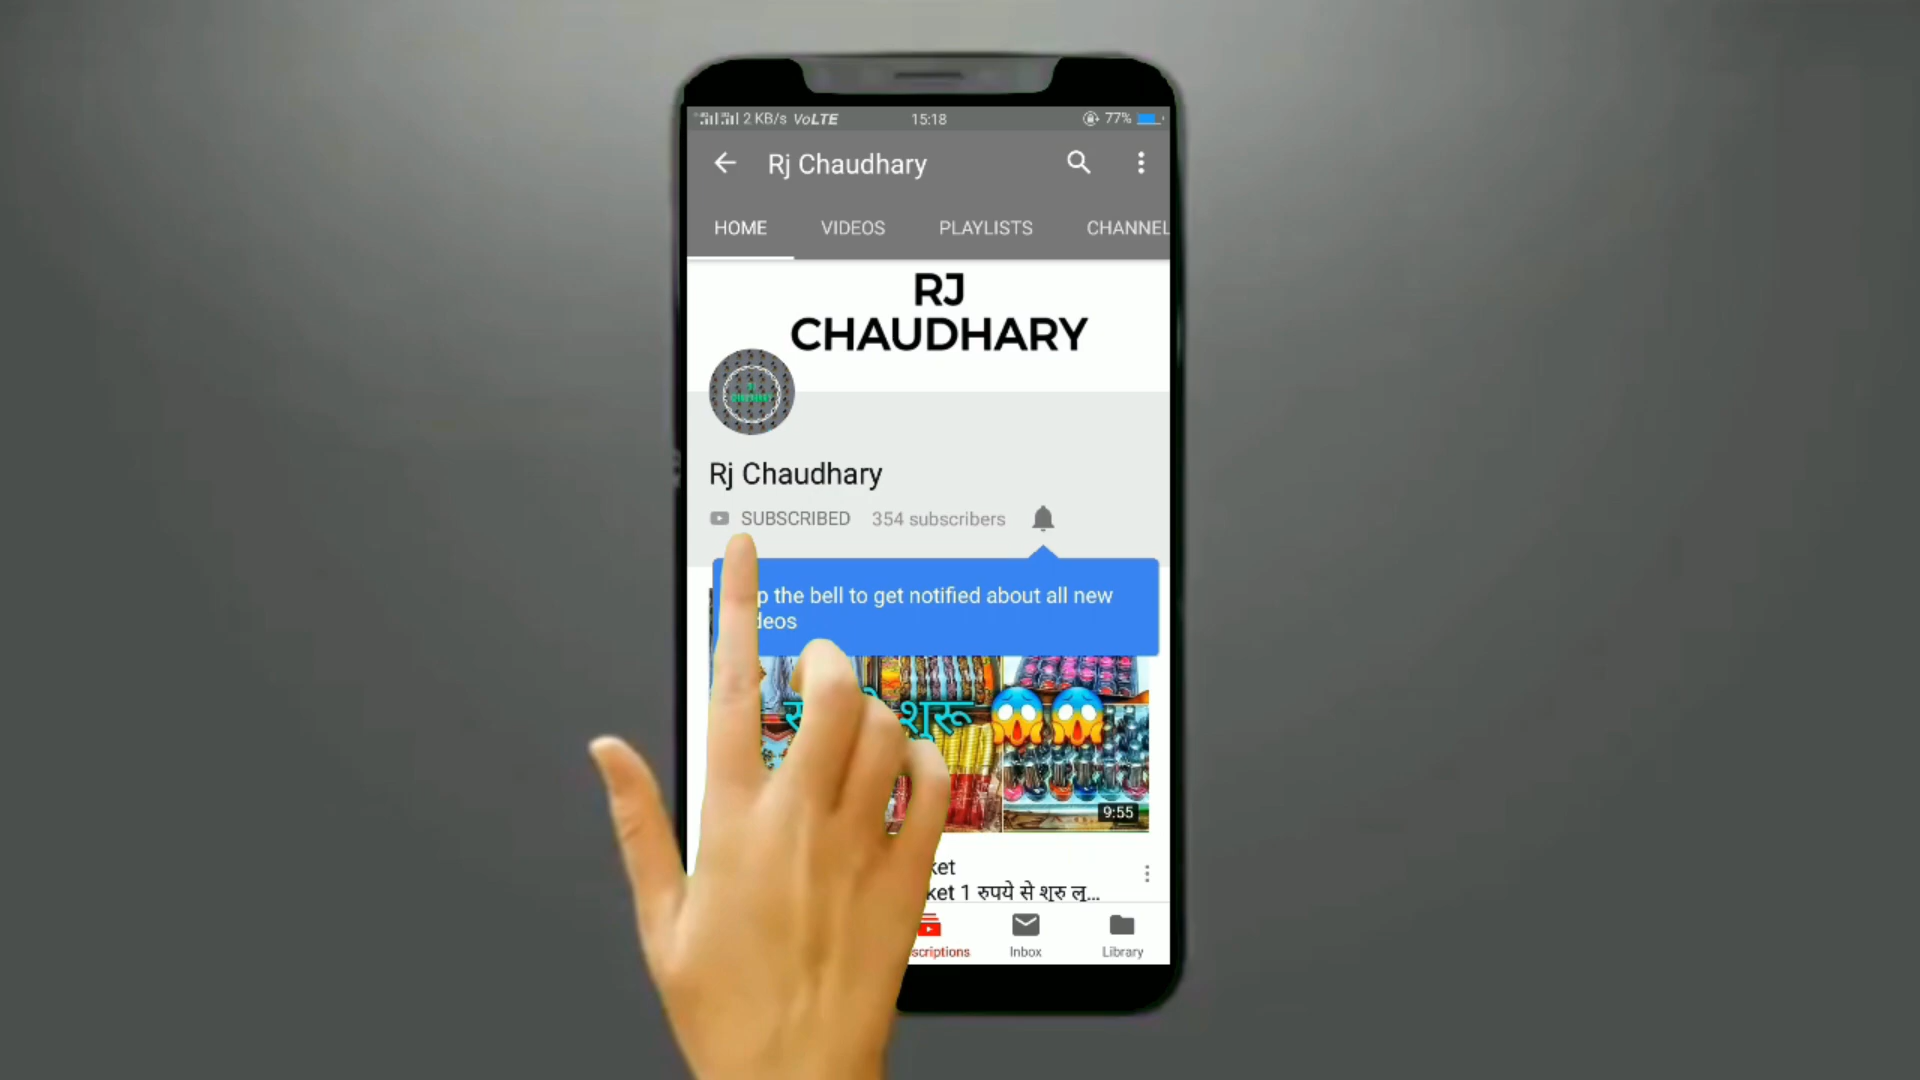 2 KB/s VoLTE 15:18 77%
Rj Chaudhary
HOME VIDEOS PLAYLISTS CHANNEL
RJ
CHAUDHARY
Rj Chaudhary
SUBSCRIBED 354 subscribers
the bell to get notified about all new
शुरू
9:55
1 रुपये से शुरु लू...
Inbox Library